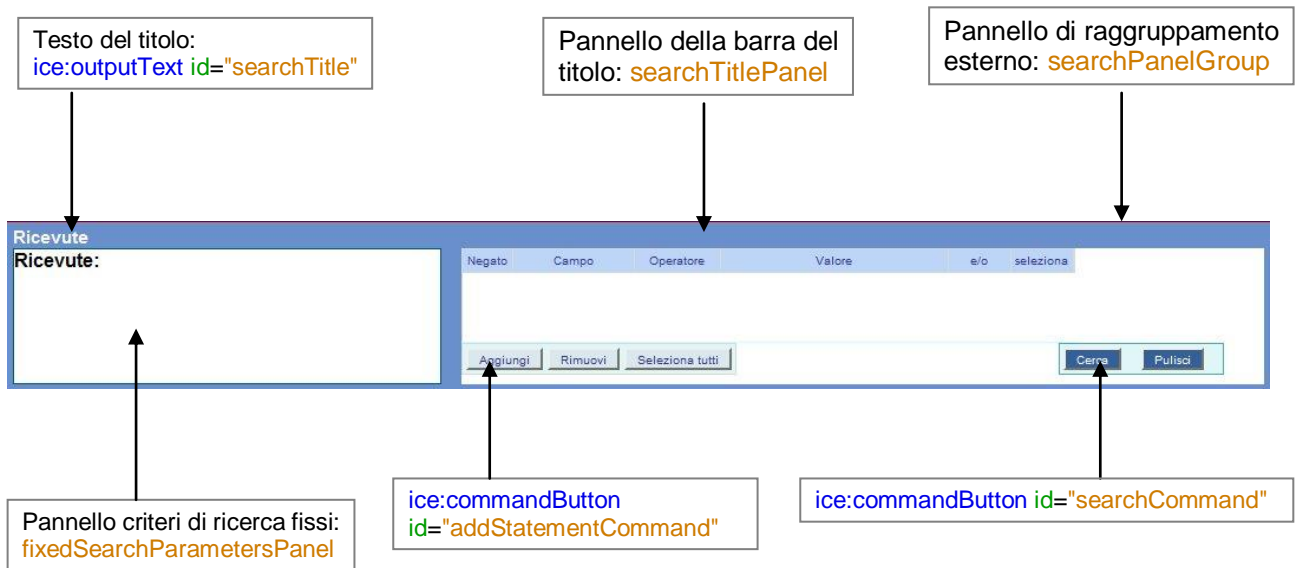 Testo del titolo:
ice:outputText id="searchTitle"
Pannello della barra del
titolo: searchTitlePanel
Pannello di raggruppamento
esterno: searchPanelGroup
Ricevute
Ricevute:
Negato Campo Operatore Valore e/o seleziona
Aggiungi Rimuovi Seleziona tutti Cerca Pulisci
Pannello criteri di ricerca fissi:
fixedSearchParametersPanel
ice:commandButton
id="addStatementCommand"
ice:commandButton id="searchCommand"